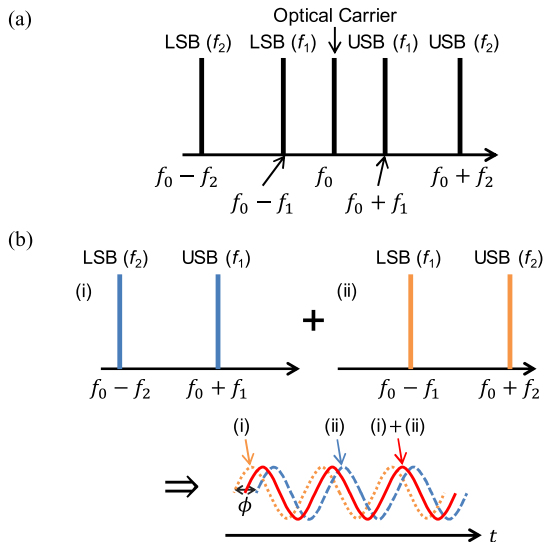 (a)
Optical Carrier
LSB (f₂) LSB (f₁) USB (f₁) USB (f₂)
f₀ − f₂ f₀ f₀ + f₂
f₀ − f₁ f₀ + f₁
(b)
LSB (f₂) USB (f₁) LSB (f₁) USB (f₂)
(i) + (ii)
f₀ − f₂ f₀ + f₁ f₀ − f₁ f₀ + f₂
(i) (ii) (i) + (ii)
⇒ ϕ
t